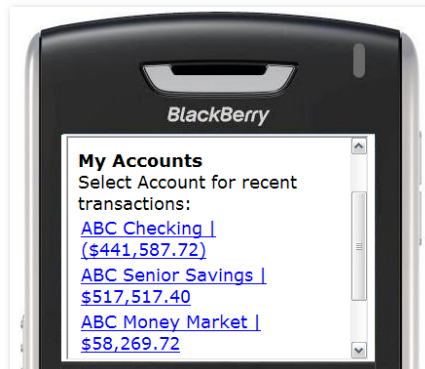 BlackBerry
My Accounts
Select Account for recent
transactions:
ABC Checking |
($441,587.72)
ABC Senior Savings |
$517,517.40
ABC Money Market |
$58,269.72